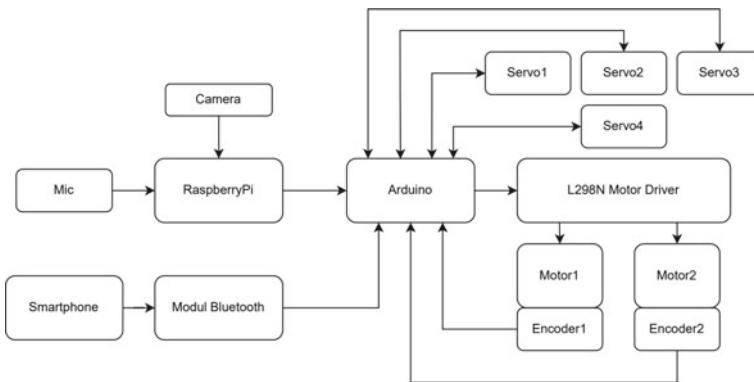 Servo1
Servo2
Servo3
Camera
Servo4
Mic
RaspberryPi
Arduino
L298N Motor Driver
Motor1
Motor2
Smartphone
Modul Bluetooth
Encoder1
Encoder2